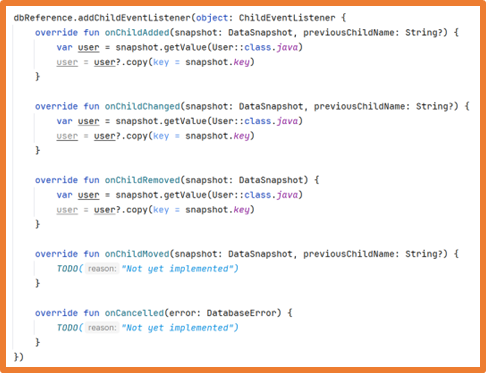 dbReference.addChildEventListener(object: ChildEventListener {
override fun onChildAdded(snapshot: DataSnapshot, previousChildName: String?) {
var user = snapshot.getValue(User::class.java)
user = user?.copy(key = snapshot.key)
}
override fun onChildChanged(snapshot: DataSnapshot, previousChildName: String?) {
var user = snapshot.getValue(User::class.java)
user = user?.copy(key = snapshot.key)
}
override fun onChildRemoved(snapshot: DataSnapshot) {
var user = snapshot.getValue(User::class.java)
user = user?.copy(key = snapshot.key)
}
override fun onChildMoved(snapshot: DataSnapshot, previousChildName: String?) {
TODO( reason: "Not yet implemented")
}
override fun onCancelled(error: DatabaseError) {
TODO( reason: "Not yet implemented")
}
})